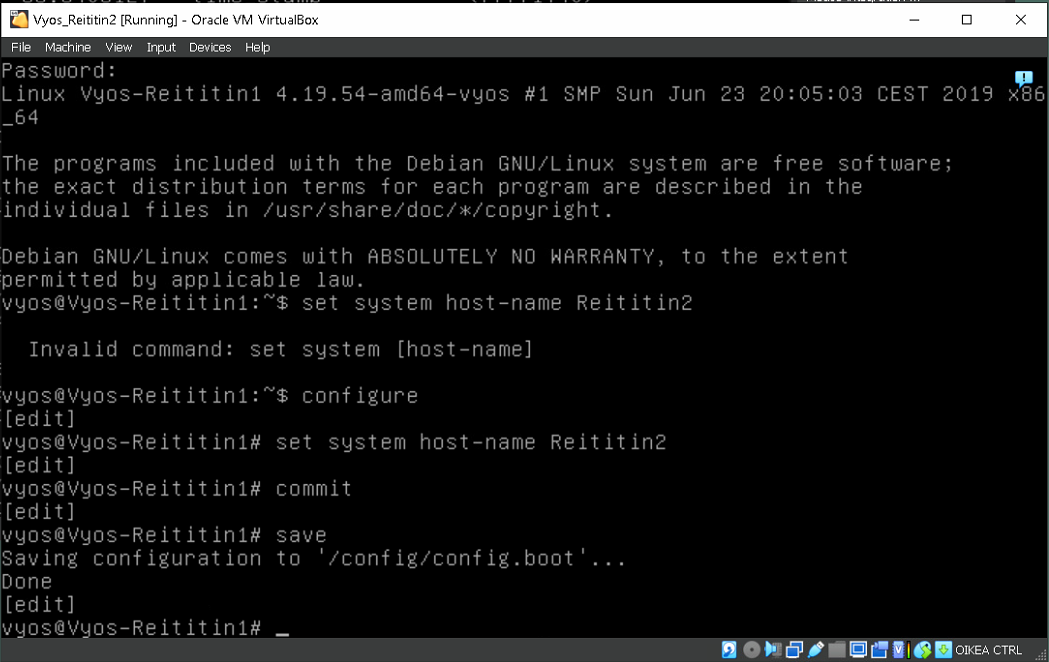 Vyos_Reititin2 [Running] - Oracle VM VirtualBox
File Machine View Input Devices Help
Password:
Linux Vyos-Reititin1 4.19.54-amd64-vyos #1 SMP Sun Jun 23 20:05:03 CEST 2019 x86
_64
The programs included with the Debian GNU/Linux system are free software;
the exact distribution terms for each program are described in the
individual files in /usr/share/doc/*/copyright.
Debian GNU/Linux comes with ABSOLUTELY NO WARRANTY, to the extent
permitted by applicable law.
vyos@Vyos-Reititin1:~$ set system host-name Reititin2
Invalid command: set system [host-name]
vyos@Vyos-Reititin1:~$ configure
[edit]
vyos@Vyos-Reititin1# set system host-name Reititin2
[edit]
vyos@Vyos-Reititin1# commit
[edit]
vyos@Vyos-Reititin1# save
Saving configuration to '/config/config.boot'...
Done
[edit]
vyos@Vyos-Reititin1# _
OIKEA CTRL